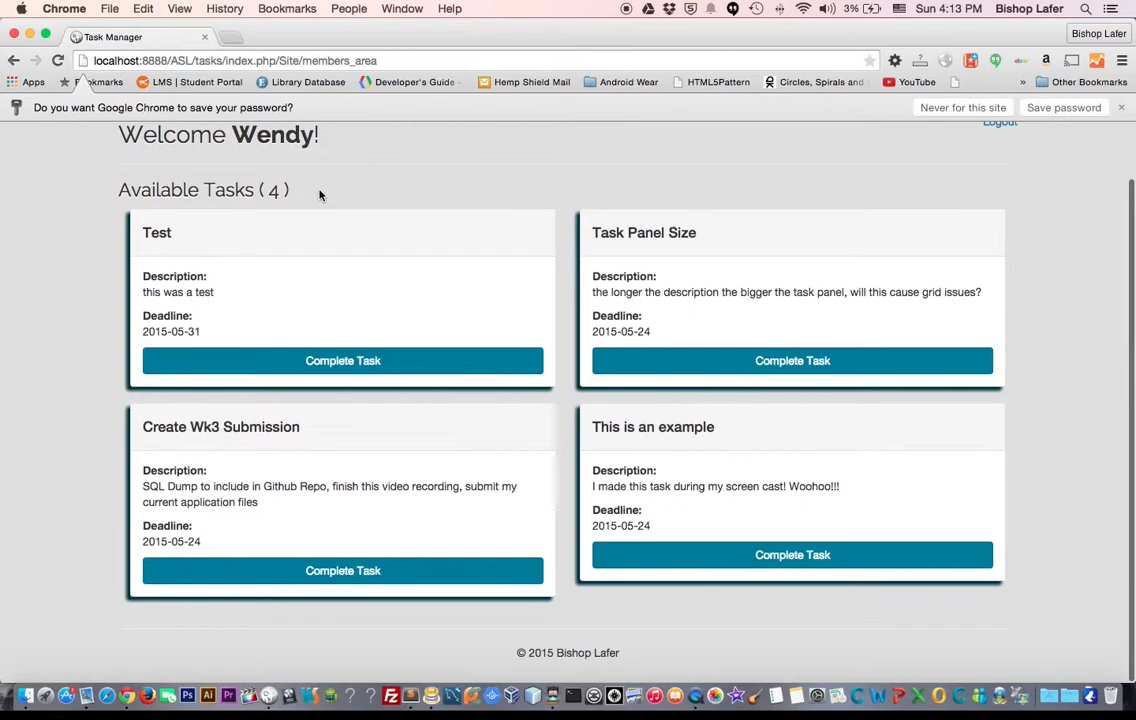 Chrome File Edit View History Bookmarks People Window Help 3% Sun 4:13 PM Bishop Lafer
Task Manager Bishop Lafer
localhost:8888/ASL/tasks/index.php/Site/members_area
Apps Bookmarks LMS | Student Portal Library Database Developer's Guide Hemp Shield Mail Android Wear HTML5Pattern Circles, Spirals and YouTube » Other Bookmarks
Do you want Google Chrome to save your password? Never for this site Save password
Logout
Welcome Wendy!
Available Tasks ( 4 )
Test
Description:
this was a test
Deadline:
2015-05-31
Complete Task
Task Panel Size
Description:
the longer the description the bigger the task panel, will this cause grid issues?
Deadline:
2015-05-24
Complete Task
Create Wk3 Submission
Description:
SQL Dump to include in Github Repo, finish this video recording, submit my
current application files
Deadline:
2015-05-24
Complete Task
This is an example
Description:
I made this task during my screen cast! Woohoo!!!
Deadline:
2015-05-24
Complete Task
© 2015 Bishop Lafer